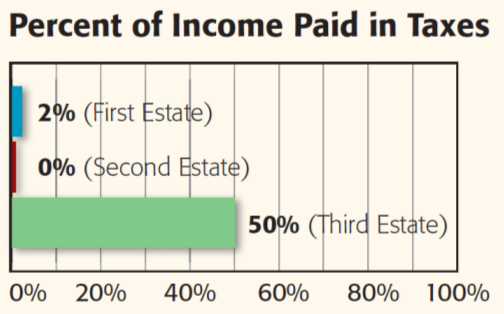 Percent of Income Paid in Taxes
2% (First Estate)
0% (Second Estate)
50% (Third Estate)
0% 20% 40% 60% 80% 100%